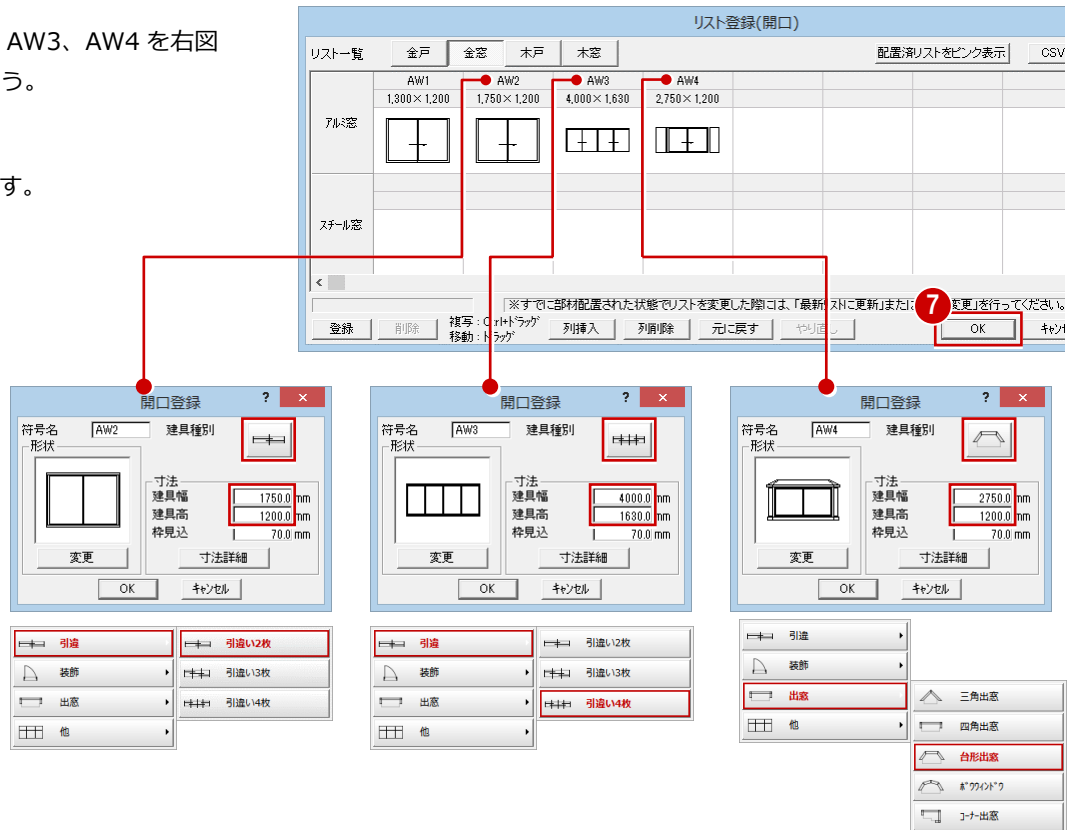 AW3、AW4 を右図
う。
す。
リスト登録(開口)
リスト一覧 金戸 金窓 木戸 木窓 配置済リストをピンク表示 CSV
AW1 AW2 AW3 AW4
1,300×1,200 1,750×1,200 4,000×1,630 2,750×1,200
アルミ窓
スチール窓
※すでに部材配置された状態でリストを変更した際には、「最新リストに更新」また 変更」を行ってください。
7
登録 削除 複写：Ctrl+ドラッグ 列挿入 列削除 元に戻す やり直し OK キャンセ
移動：ドラッグ
開口登録 ? ×
符号名 AW2 建具種別
形状
寸法
建具幅 1750.0 mm
建具高 1200.0 mm
枠見込 70.0 mm
変更 寸法詳細
OK キャンセル
引違 引違い2枚
装飾 引違い3枚
出窓 引違い4枚
他
開口登録 ? ×
符号名 AW3 建具種別
形状
寸法
建具幅 4000.0 mm
建具高 1630.0 mm
枠見込 70.0 mm
変更 寸法詳細
OK キャンセル
引違 引違い2枚
装飾 引違い3枚
出窓 引違い4枚
他
開口登録 ? ×
符号名 AW4 建具種別
形状
寸法
建具幅 2750.0 mm
建具高 1200.0 mm
枠見込 70.0 mm
変更 寸法詳細
OK キャンセル
引違
装飾
出窓 三角出窓
他 四角出窓
台形出窓
ボウウィンドウ
コーナー出窓